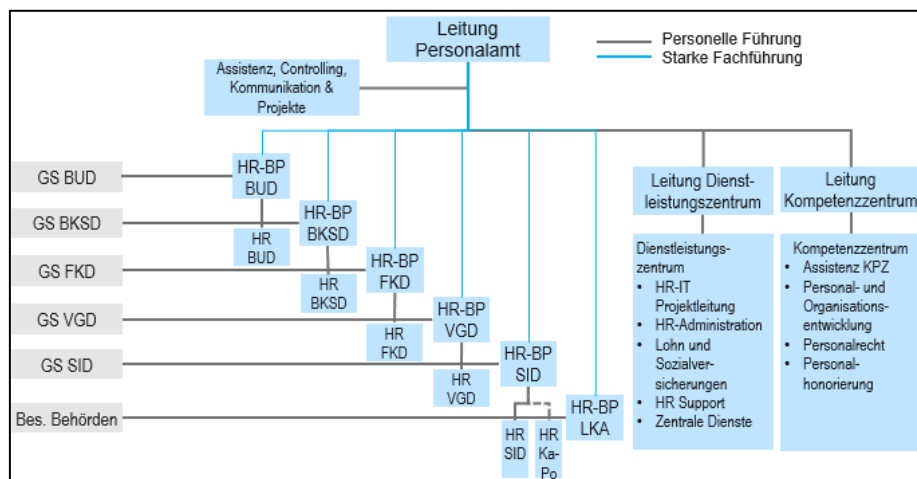 Leitung
Personalamt
Personelle Führung
Starke Fachführung
Assistenz, Controlling,
Kommunikation &
Projekte
GS BUD
HR-BP
BUD
HR
BUD
GS BKSD
HR-BP
BKSD
HR
BKSD
GS FKD
HR-BP
FKD
HR
FKD
GS VGD
HR-BP
VGD
HR
VGD
GS SID
HR-BP
SID
HR
SID
HR
Ka-
Po
Bes. Behörden
HR-BP
LKA
Leitung Dienst-
leistungszentrum
Dienstleistungs-
zentrum
• HR-IT
Projektleitung
• HR-Administration
• Lohn und
Sozialver-
sicherungen
• HR Support
• Zentrale Dienste
Leitung
Kompetenzzentrum
Kompetenzzentrum
• Assistenz KPZ
• Personal- und
Organisations-
entwicklung
• Personalrecht
• Personal-
honorierung